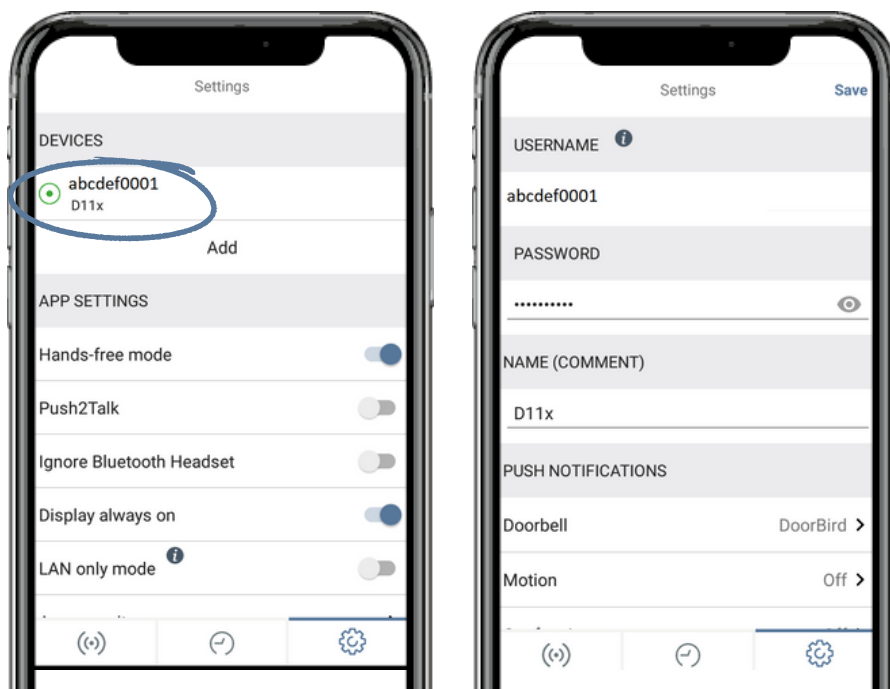 Settings
DEVICES
abcdef0001
D11x
Add
APP SETTINGS
Hands-free mode
Push2Talk
Ignore Bluetooth Headset
Display always on
LAN only mode
Settings Save
USERNAME
abcdef0001
PASSWORD
••••••••••
NAME (COMMENT)
D11x
PUSH NOTIFICATIONS
Doorbell DoorBird
Motion Off